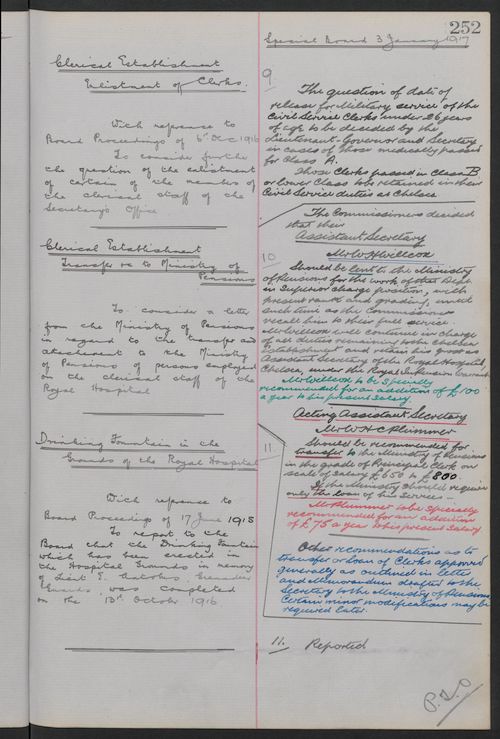 252
Special Board 3 January 1917
Clerical Establishment
Enlistment of Clerks.
With reference to
Board Proceedings of 6th Dec 1916
To consider further
the question of the enlistment
of certain of the members of
the clerical staff of the
Secretary's Office
9
The question of date of
release for Military service of the
Civil Service Clerks under 26 years
of age to be decided by the
Lieutenant-Governor and Secretary
in cases of those medically passed
for Class A.
Those Clerks passed in Class B
or lower Class to be retained in their
Civil Service duties at Chelsea
Clerical Establishment
Transfer &c to Ministry of
Pensions
To consider a letter
from the Ministry of Pensions
in regard to the transfer and
attachment to the Ministry
of Pensions of persons employed
on the clerical staff of the
Royal Hospital
The Commissioners decided
that their
Assistant Secretary
Mr W H Willcox
10
Should be lent to the Ministry
of Pensions for the work of that Dept
in Superior charge position, with
present rank and grading, until
such time as the Commissioners
recall him to their full service.
Mr Willcox will continue in charge
of all duties remaining to the Chelsea
Establishment and retain his post as
Assistant Secretary of the Royal Hospital
Chelsea, under the Royal Warrant
Mr Willcox to be specially
recommended for an addition of £100
a year to his present salary.
Acting Assistant Secretary
Mr W H C Plummer
Drinking Fountain in the
Grounds of the Royal Hospital
With reference to
Board Proceedings of 17 June 1915
To report to the
Board that the Drinking Fountain
which has been erected in
the Hospital Grounds in memory
of Lieut E. Grenadier
Guards, was completed
on the 13th October 1916
11.
Should be recommended for
transfer to the Ministry of Pensions
in the grade of Principal Clerk on
scale of salary £650 to £800
If the Ministry should require
only the loan of his services —
Mr Plummer to be specially
recommended for an addition
of £75 a year to his present salary
Other recommendations as to
transfer or loan of Clerks approved
generally as outlined in letter
and Memorandum drafted to the
Secretary to the Ministry of Pensions
Certain minor modifications may be
required later.
11. Reported
P.T.O